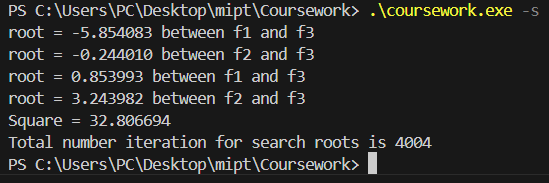 PS C:\Users\PC\Desktop\mipt\Coursework> .\coursework.exe -s
root = -5.854083 between f1 and f3
root = -0.244010 between f2 and f3
root = 0.853993 between f1 and f3
root = 3.243982 between f2 and f3
Square = 32.806694
Total number iteration for search roots is 4004
PS C:\Users\PC\Desktop\mipt\Coursework>